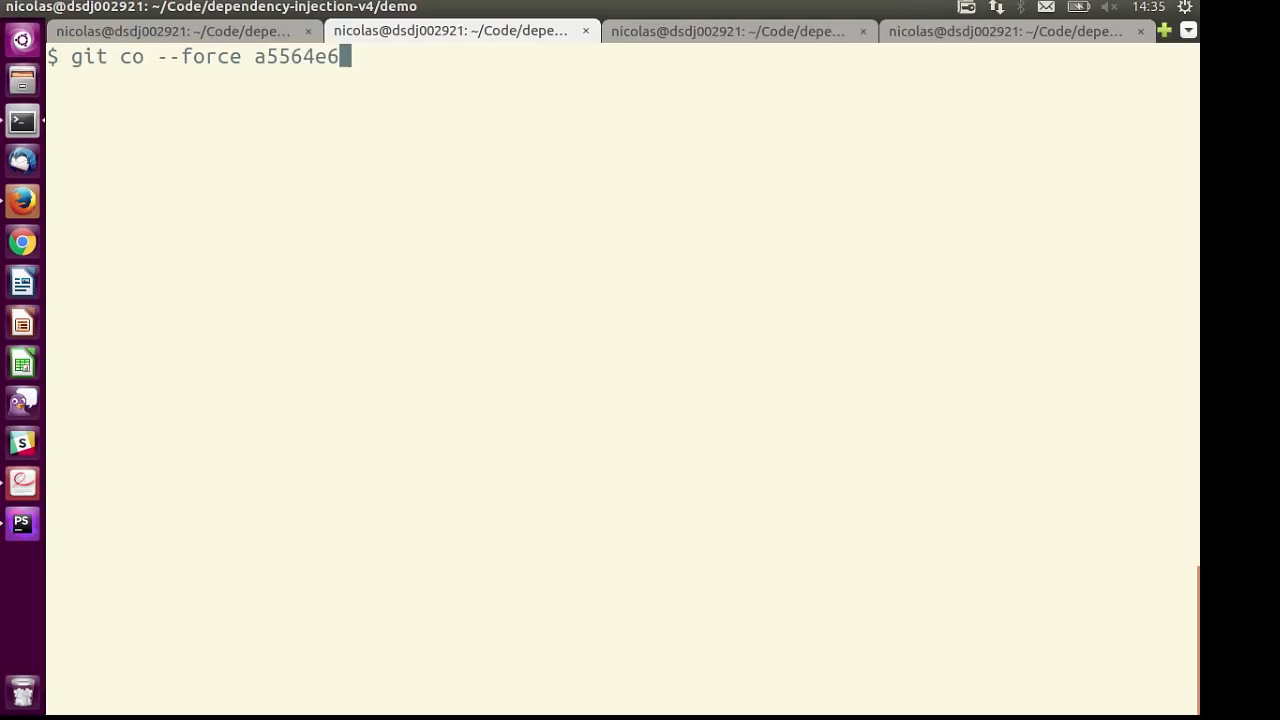 nicolas@dsdj002921: ~/Code/dependency-injection-v4/demo
14:35
nicolas@dsdj002921: ~/Code/depe... ×
nicolas@dsdj002921: ~/Code/depe... ×
nicolas@dsdj002921: ~/Code/depe... ×
nicolas@dsdj002921: ~/Code/depe... ×
$ git co --force a5564e6
>_
S
PS